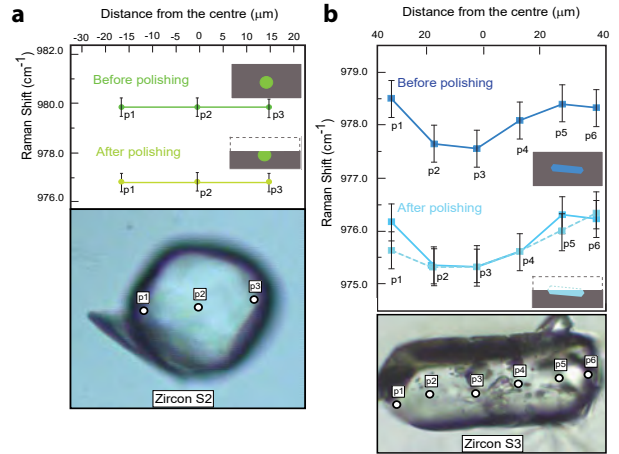 a
Distance from the centre (μm)
-30 -20 -10 0 5 10 15 20
Raman Shift (cm-1)
982.0
980.0
978.0
976.0
Before polishing
p1 p2 p3
After polishing
p1 p2 p3
p1
p2
p3
Zircon S2
b
Distance from the centre (μm)
40 20 0 20 40
Raman Shift (cm-1)
979.0
978.0
977.0
976.0
975.0
Before polishing
p1
p2
p3
p4
p5
p6
After polishing
p1
p2
p3
p4
p5
p6
p1
p2
p3
p4
p5
p6
Zircon S3